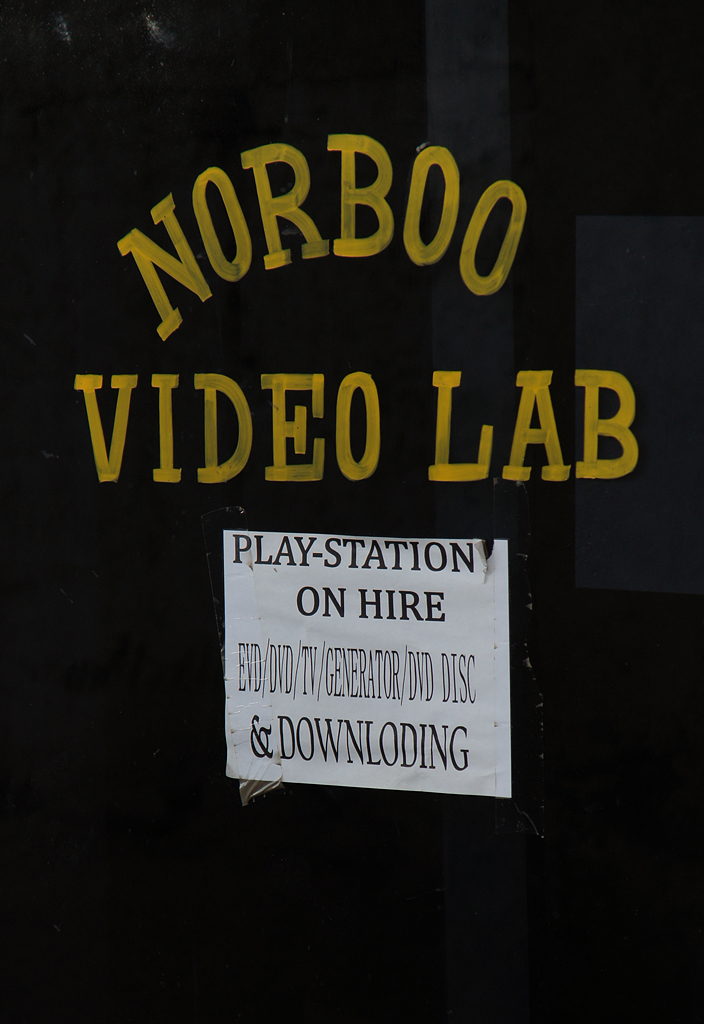 NORBOO
VIDEO LAB
PLAY-STATION
ON HIRE
EVD/DVD/TV/GENERATOR/DVD DISC
& DOWNLODING